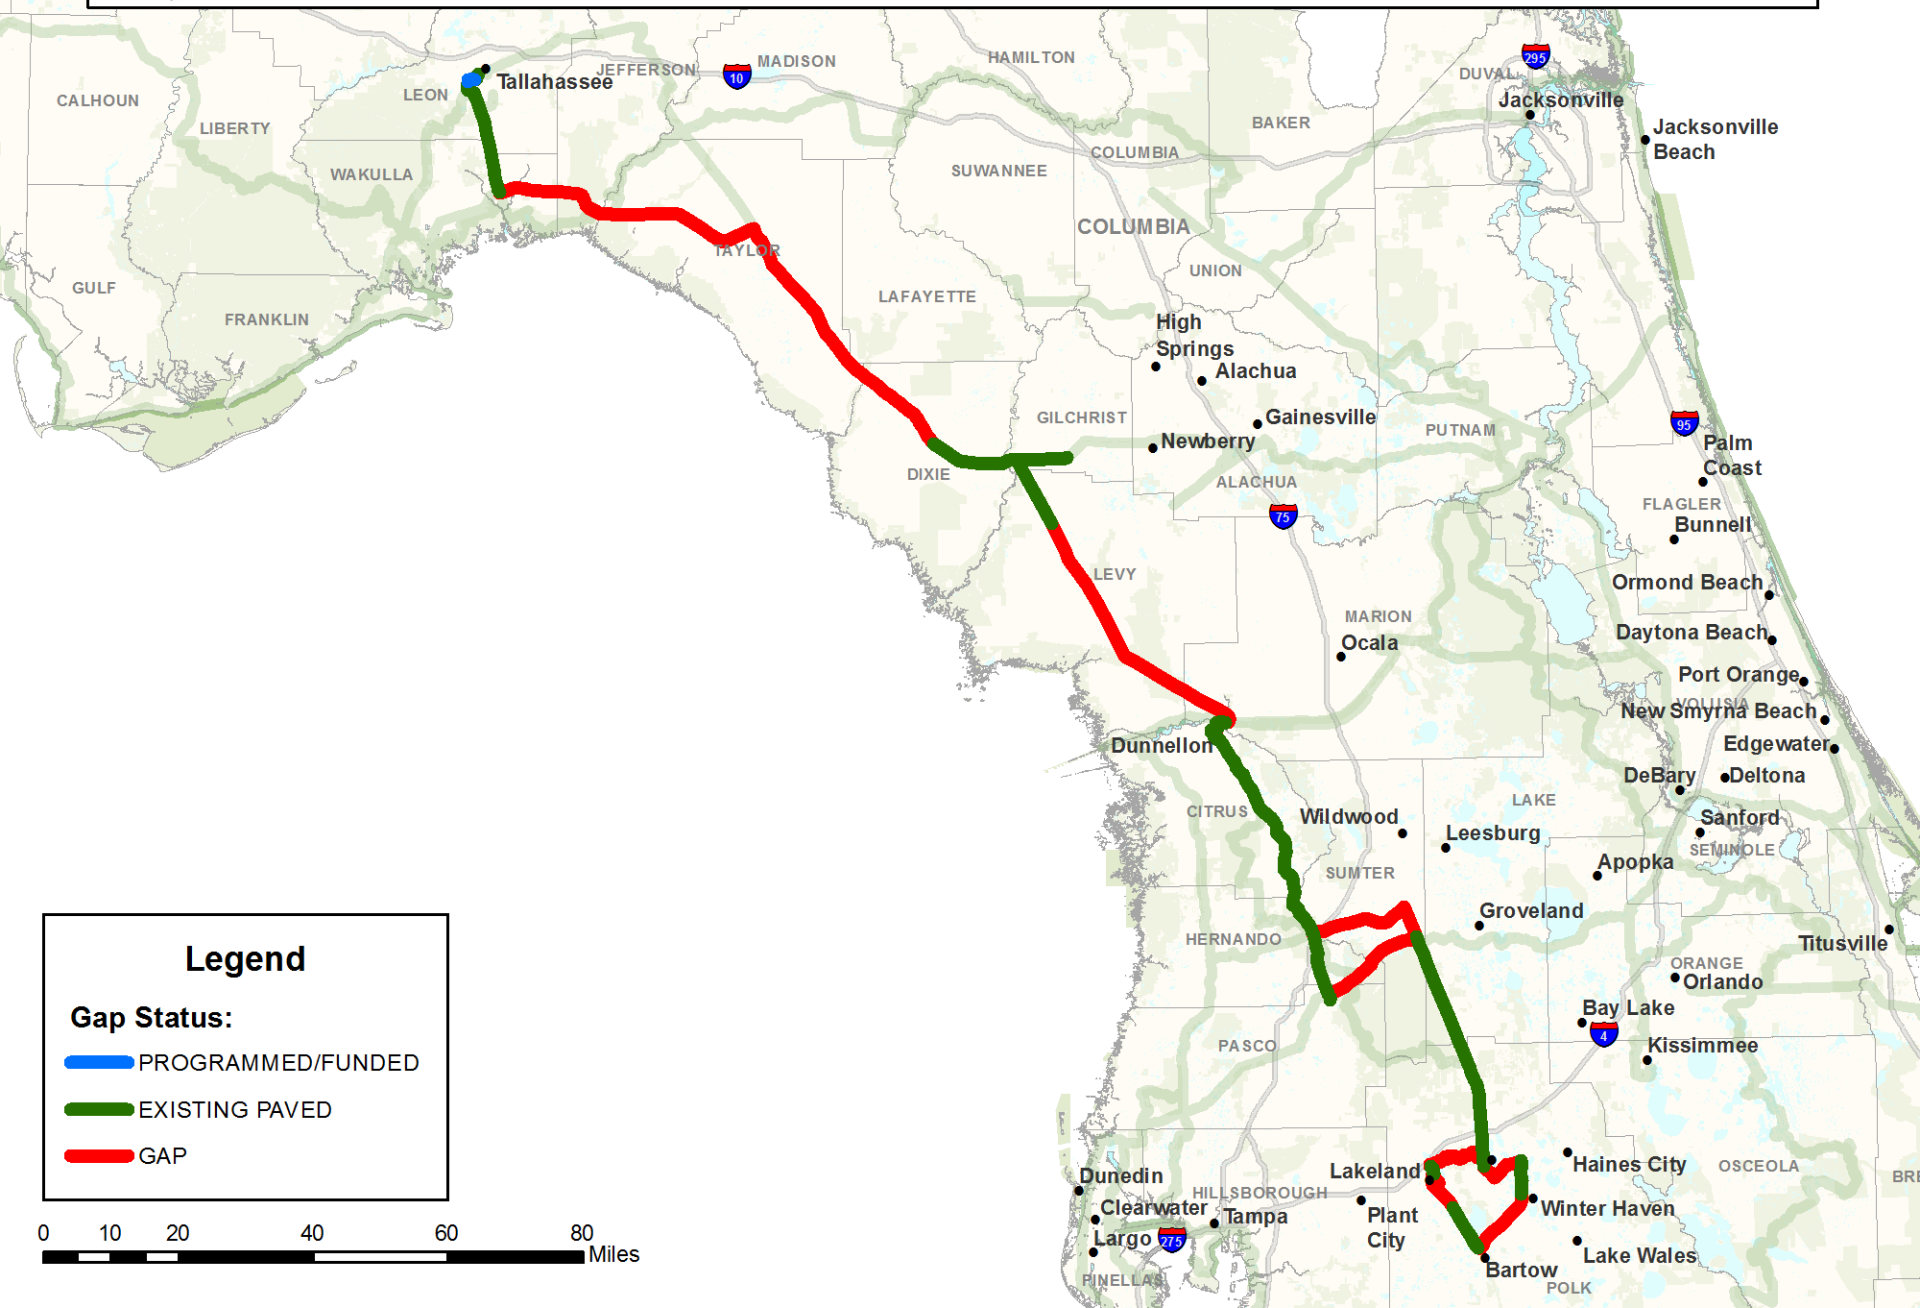 CALHOUN
LIBERTY
LEON
Tallahassee
JEFFERSON
10
MADISON
HAMILTON
DUVAL
295
Jacksonville
Jacksonville
Beach
BAKER
COLUMBIA
SUWANNEE
WAKULLA
COLUMBIA
TAYLOR
UNION
GULF
FRANKLIN
LAFAYETTE
High
Springs
Alachua
GILCHRIST
Gainesville
Newberry
PUTNAM
95
Palm
Coast
DIXIE
ALACHUA
75
FLAGLER
Bunnell
LEVY
Ormond Beach
MARION
Ocala
Daytona Beach
Port Orange
VOLUSIA
New Smyrna Beach
Dunnellon
Edgewater
DeBary
Deltona
CITRUS
LAKE
Wildwood
Leesburg
Sanford
SEMINOLE
Apopka
SUMTER
Groveland
HERNANDO
Titusville
ORANGE
Orlando
Bay Lake
4
PASCO
Kissimmee
Lakeland
Haines City
OSCEOLA
BRE
Dunedin
HILLSBOROUGH
Clearwater
Tampa
Plant
City
Winter Haven
Largo
275
Lake Wales
Bartow
PINELLAS
POLK
Legend
Gap Status:
PROGRAMMED/FUNDED
EXISTING PAVED
GAP
0 10 20 40 60 80
Miles